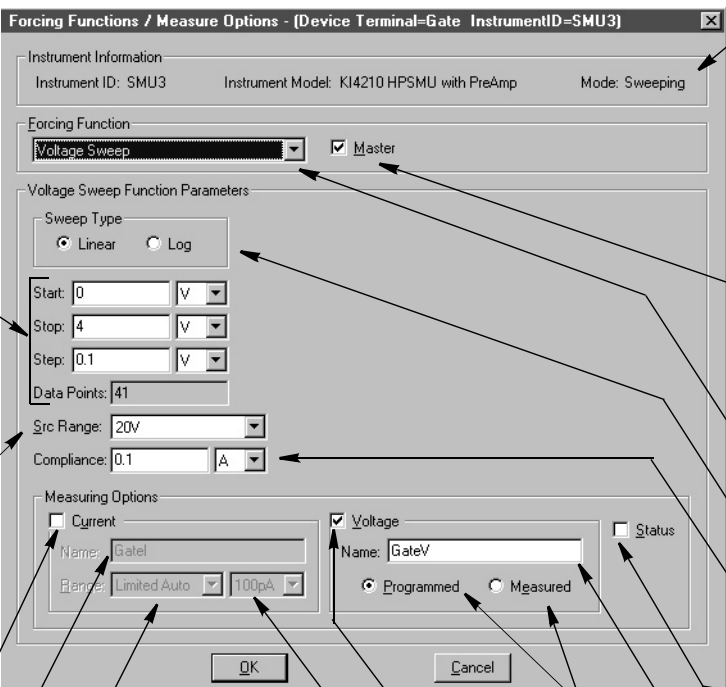 Forcing Functions / Measure Options - (Device Terminal=Gate InstrumentID=SMU3)
Instrument Information
Instrument ID: SMU3 Instrument Model: KI4210 HPSMU with PreAmp Mode: Sweeping
Forcing Function
Voltage Sweep Master
Voltage Sweep Function Parameters
Sweep Type
Linear Log
Start: 0 V
Stop: 4 V
Step: 0.1 V
Data Points: 41
Src Range: 20V
Compliance: 0.1 A
Measuring Options
Current
Name: GateI
Range: Limited Auto 100pA
Voltage
Name: GateV
Programmed Measured
Status
OK Cancel